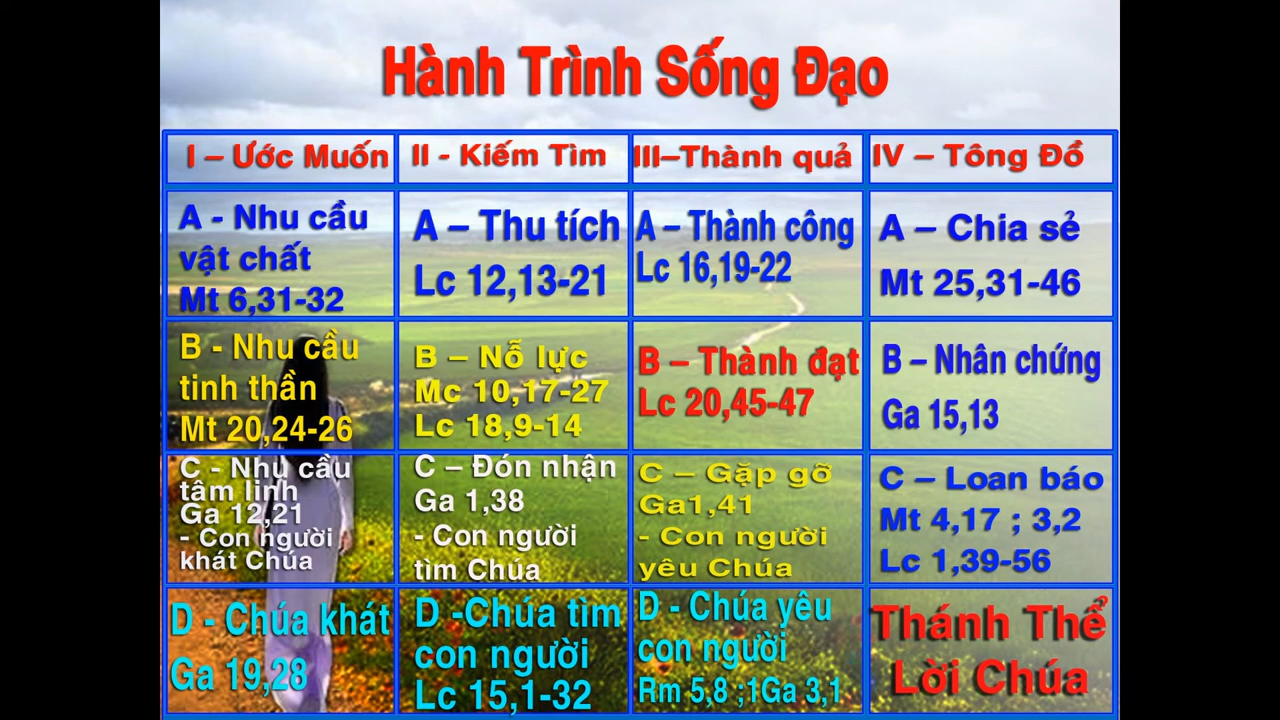 Hành Trình Sống Đạo
I – Ước Muốn
II - Kiếm Tìm
III–Thành quả
IV – Tông Đồ
A - Nhu cầu
vật chất
Mt 6,31-32
A – Thu tích
Lc 12,13-21
A – Thành công
Lc 16,19-22
A – Chia sẻ
Mt 25,31-46
B - Nhu cầu
tinh thần
Mt 20,24-26
B – Nỗ lực
Mc 10,17-27
Lc 18,9-14
B – Thành đạt
Lc 20,45-47
B – Nhân chứng
Ga 15,13
C - Nhu cầu
tâm linh
Ga 12,21
- Con người
khát Chúa
C – Đón nhận
Ga 1,38
- Con người
tìm Chúa
C – Gặp gỡ
Ga1,41
- Con người
yêu Chúa
C – Loan báo
Mt 4,17 ; 3,2
Lc 1,39-56
D - Chúa khát
Ga 19,28
D -Chúa tìm
con người
Lc 15,1-32
D - Chúa yêu
con người
Rm 5,8 ;1Ga 3,1
Thánh Thể
Lời Chúa